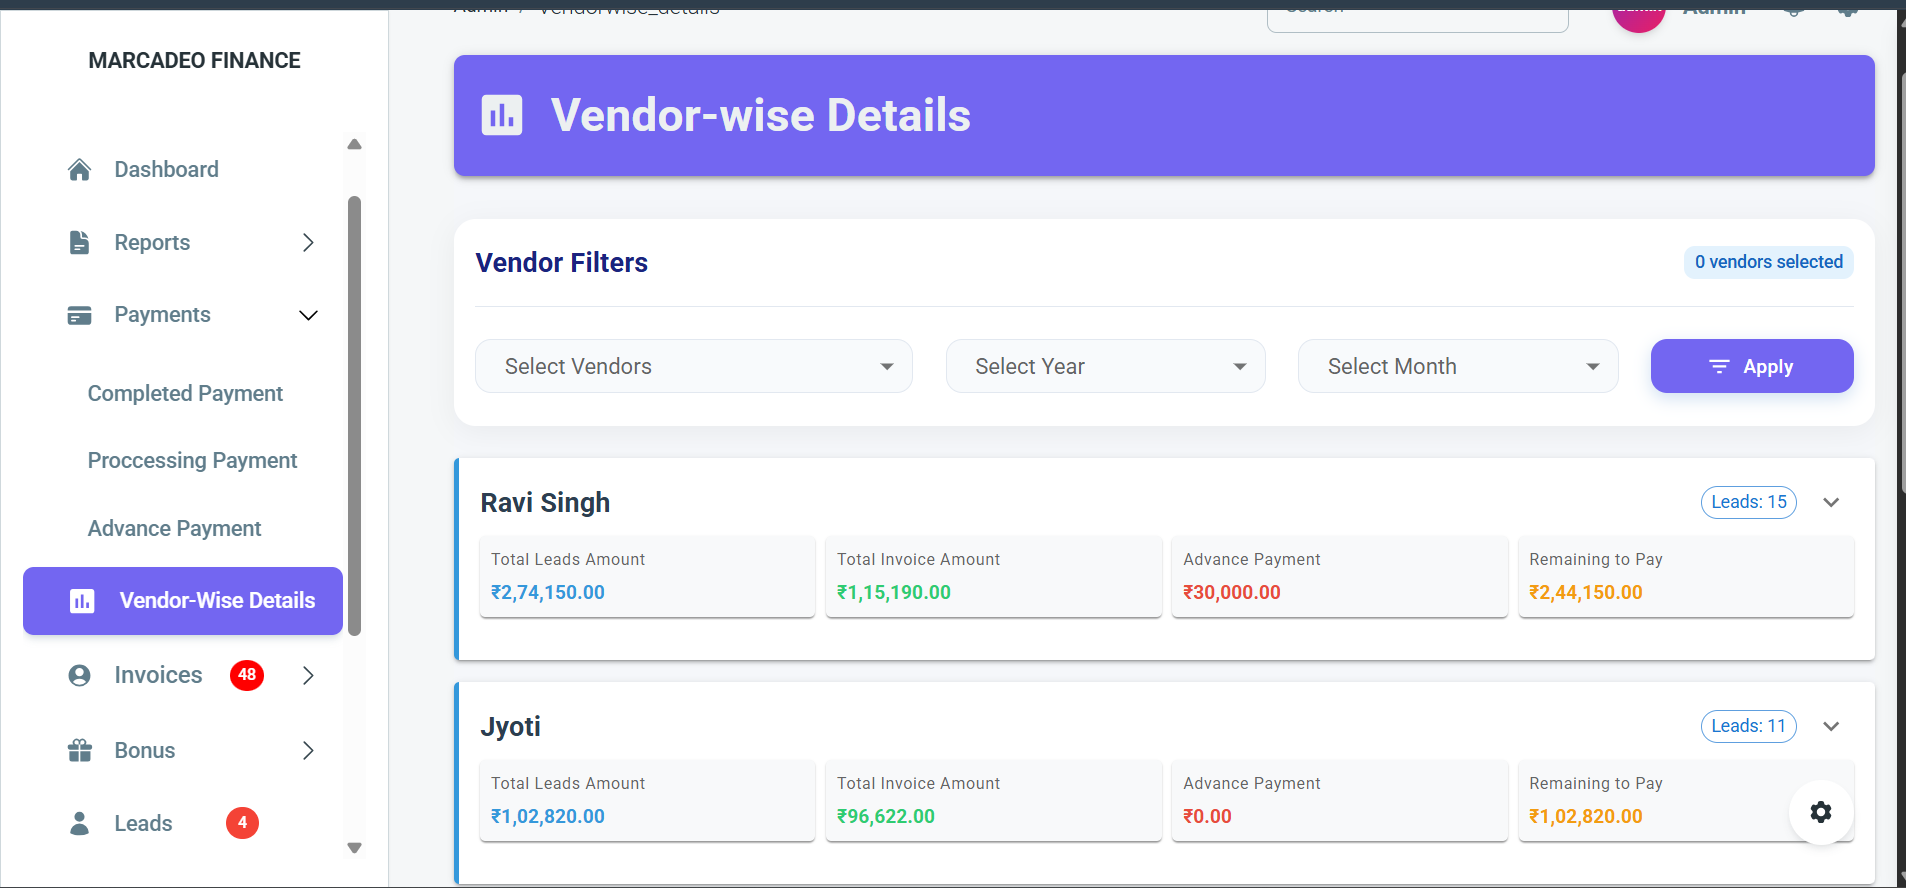 MARCADEO FINANCE
Dashboard
Reports
Payments
Completed Payment
Proccessing Payment
Advance Payment
Vendor-Wise Details
Invoices 48
Bonus
Leads 4
Admin / Vendorwise_details
Search
Admin
Vendor-wise Details
Vendor Filters
0 vendors selected
Select Vendors
Select Year
Select Month
Apply
Ravi Singh
Leads: 15
Total Leads Amount
₹2,74,150.00
Total Invoice Amount
₹1,15,190.00
Advance Payment
₹30,000.00
Remaining to Pay
₹2,44,150.00
Jyoti
Leads: 11
Total Leads Amount
₹1,02,820.00
Total Invoice Amount
₹96,622.00
Advance Payment
₹0.00
Remaining to Pay
₹1,02,820.00